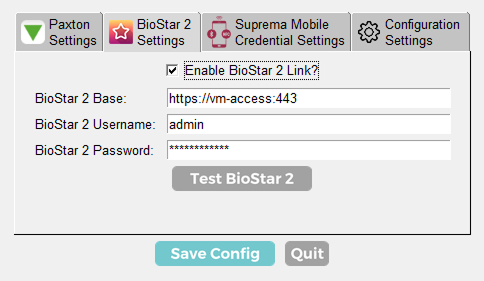 Paxton
Settings
BioStar 2
Settings
Suprema Mobile
Credential Settings
Configuration
Settings
Enable BioStar 2 Link?
BioStar 2 Base: https://vm-access:443
BioStar 2 Username: admin
BioStar 2 Password: ************
Test BioStar 2
Save Config Quit